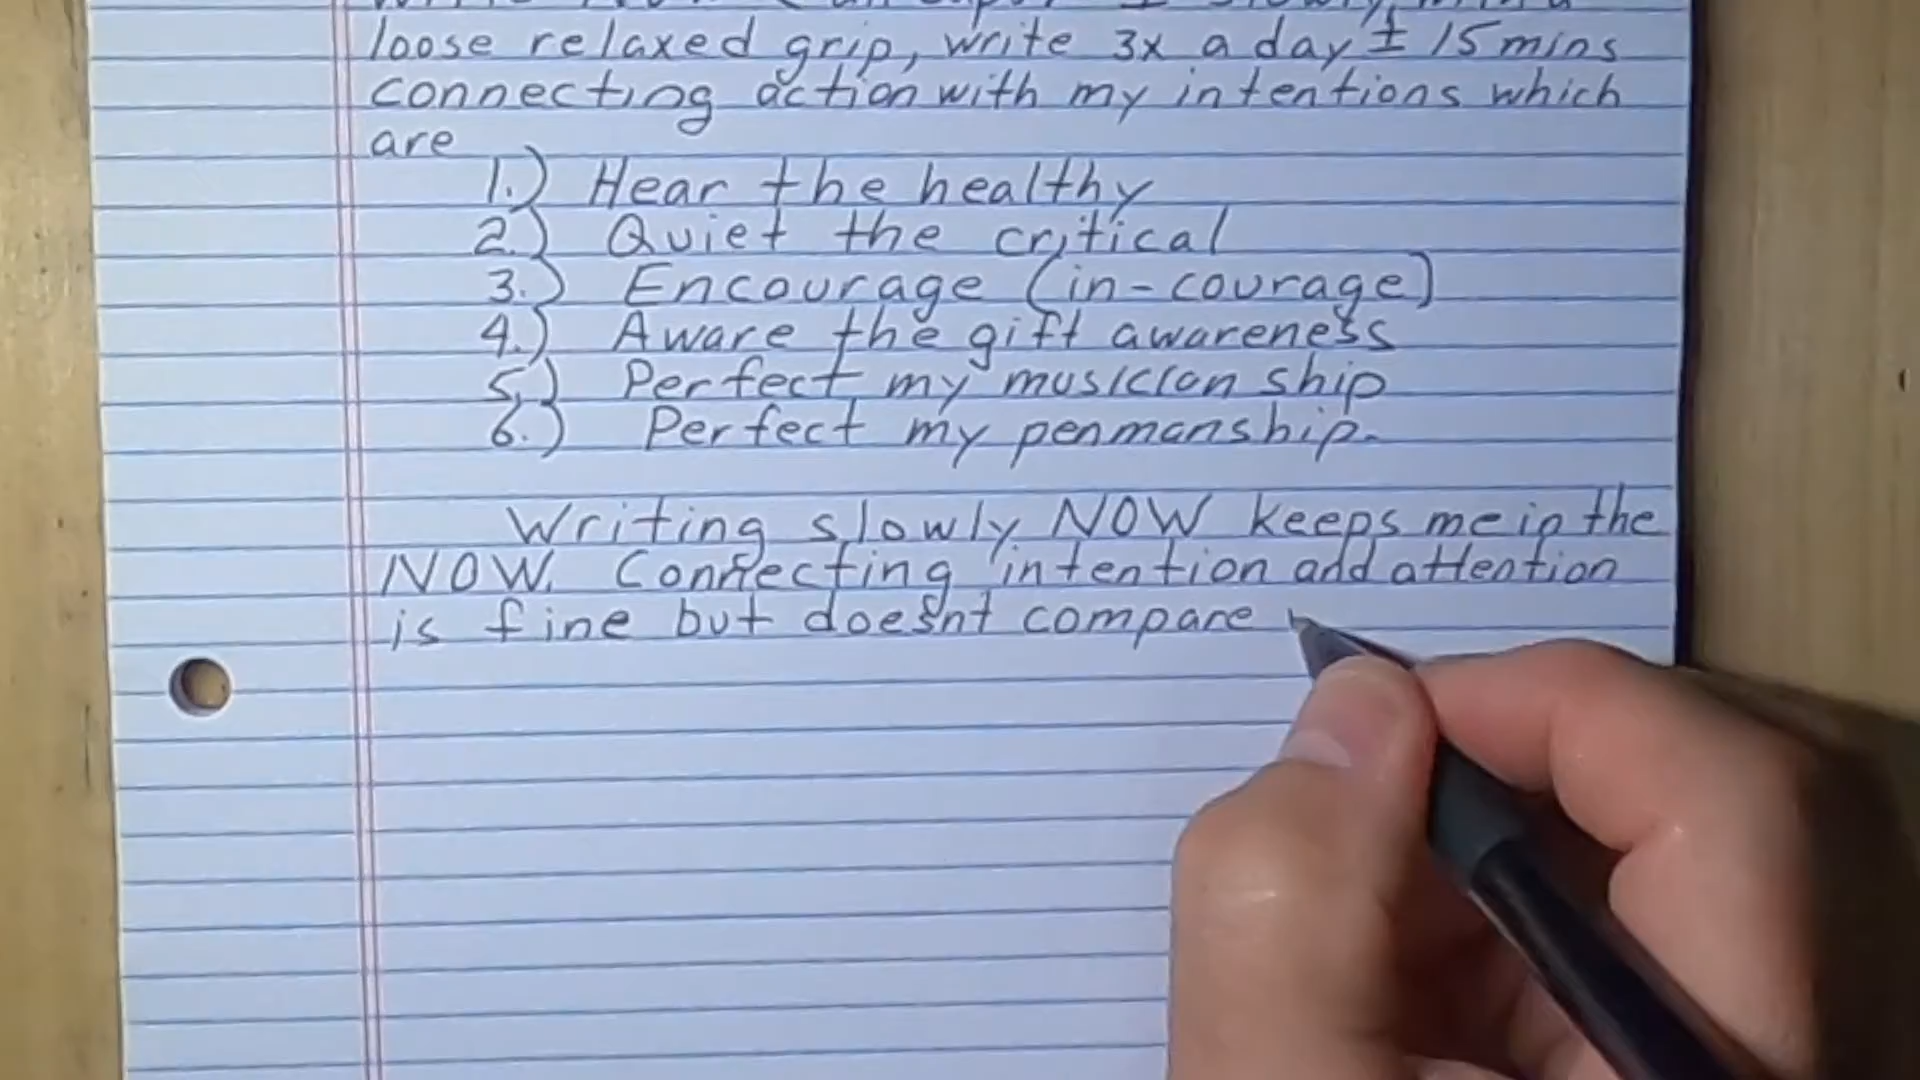 loose relaxed grip, write 3x a day ± 15 mins
connecting action with my intentions which
are
1.) Hear the healthy
2.) Quiet the critical
3.) Encourage (in-courage)
4.) Aware the gift awareness
5.) Perfect my musicianship
6.) Perfect my penmanship.
Writing slowly NOW keeps me in the
NOW. Connecting intention and attention
is fine but doesnt compare